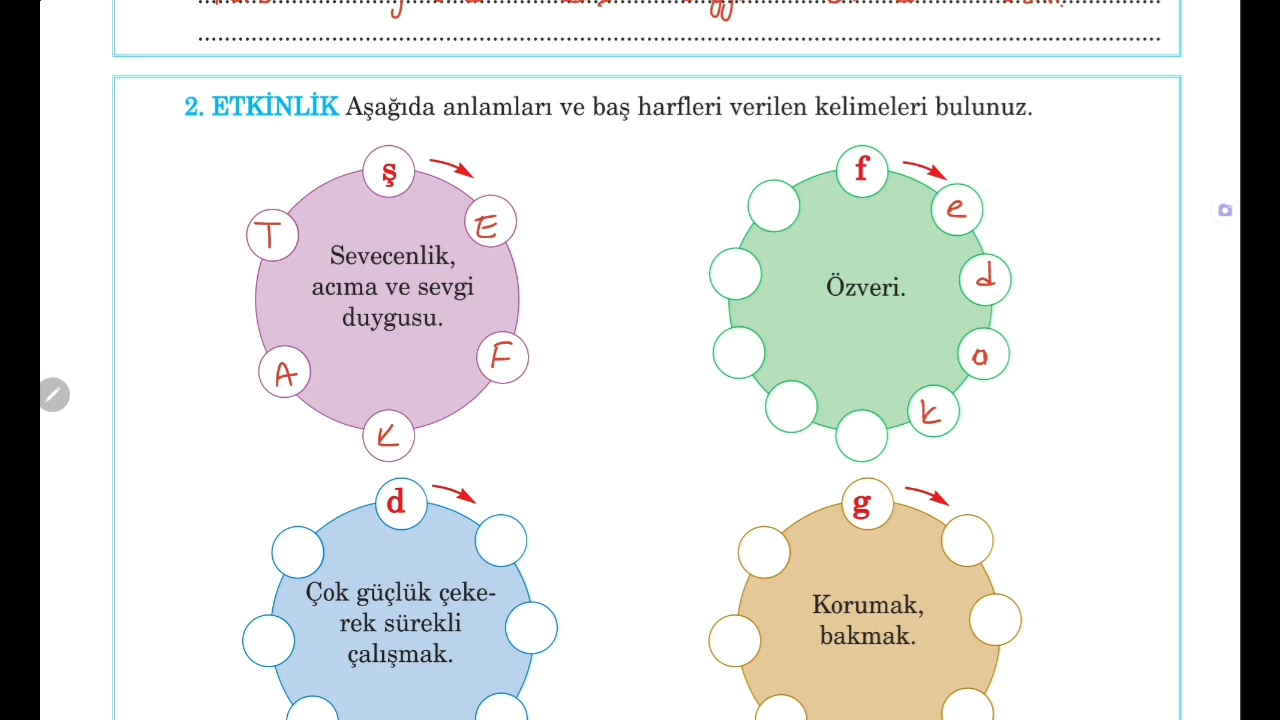 2. ETKİNLİK Aşağıda anlamları ve baş harfleri verilen kelimeleri bulunuz.
ş
E
F
K
A
T
Sevecenlik,
acıma ve sevgi
duygusu.
f
e
d
a
k
Özveri.
d
Çok güçlük çeke-
rek sürekli
çalışmak.
g
Korumak,
bakmak.